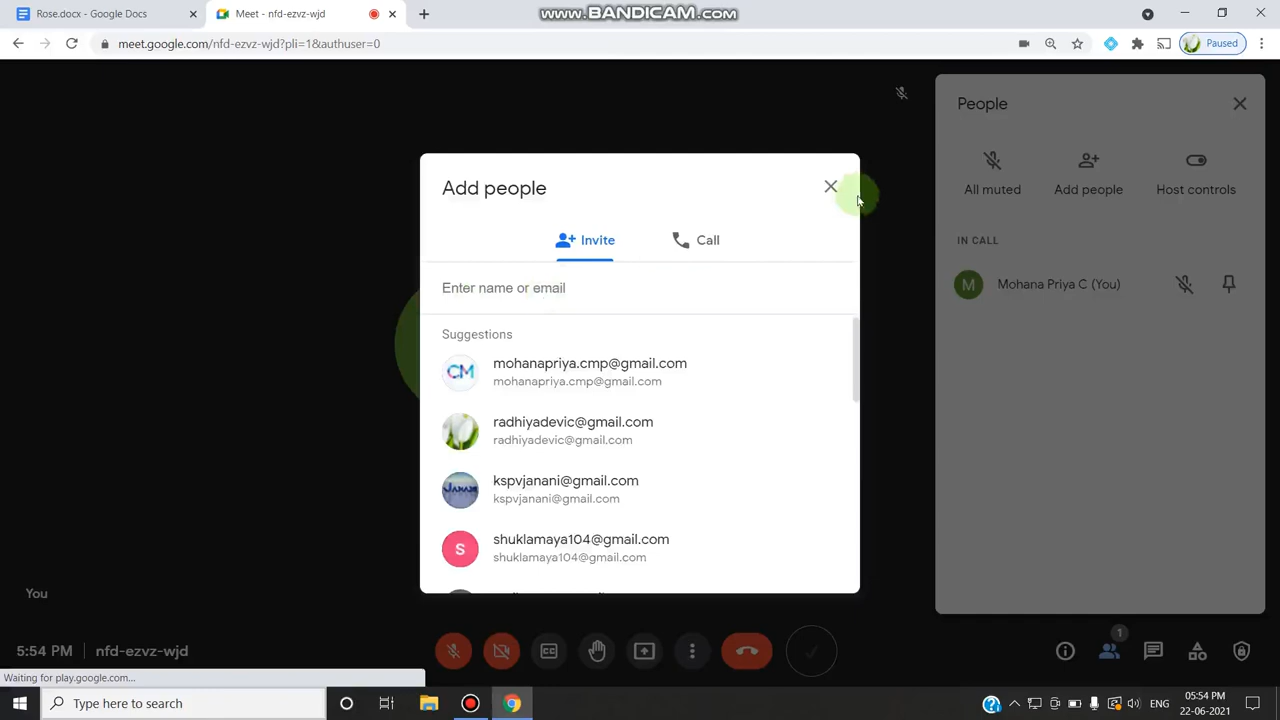 Rose.docx - Google Docs
Meet - nfd-ezvz-wjd
www.BANDICAM.com
meet.google.com/nfd-ezvz-wjd?pli=1&authuser=0
Paused
People
All muted
Add people
Host controls
IN CALL
M
Mohana Priya C (You)
Add people
Invite
Call
Enter name or email
Suggestions
CM
mohanapriya.cmp@gmail.com
mohanapriya.cmp@gmail.com
radhiyadevic@gmail.com
radhiyadevic@gmail.com
JANANI
kspvjanani@gmail.com
kspvjanani@gmail.com
S
shuklamaya104@gmail.com
shuklamaya104@gmail.com
You
5:54 PM
nfd-ezvz-wjd
1
Waiting for play.google.com...
Type here to search
ENG
05:54 PM
22-06-2021